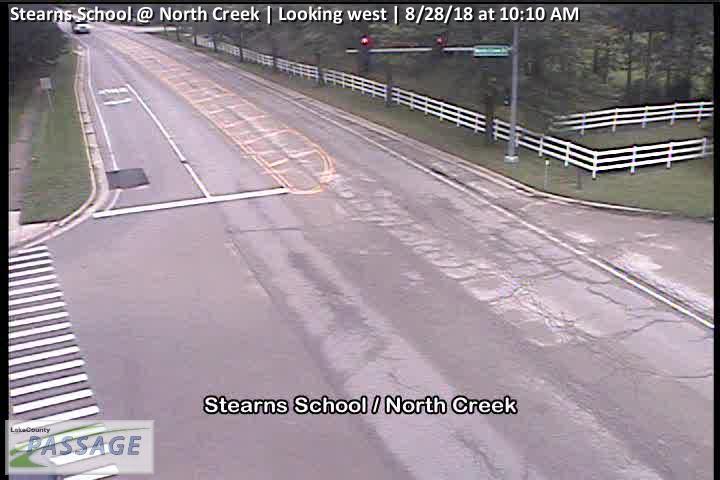 Stearns School @ North Creek | Looking west | 8/28/18 at 10:10 AM
Stearns School / North Creek
LakeCounty
PASSAGE